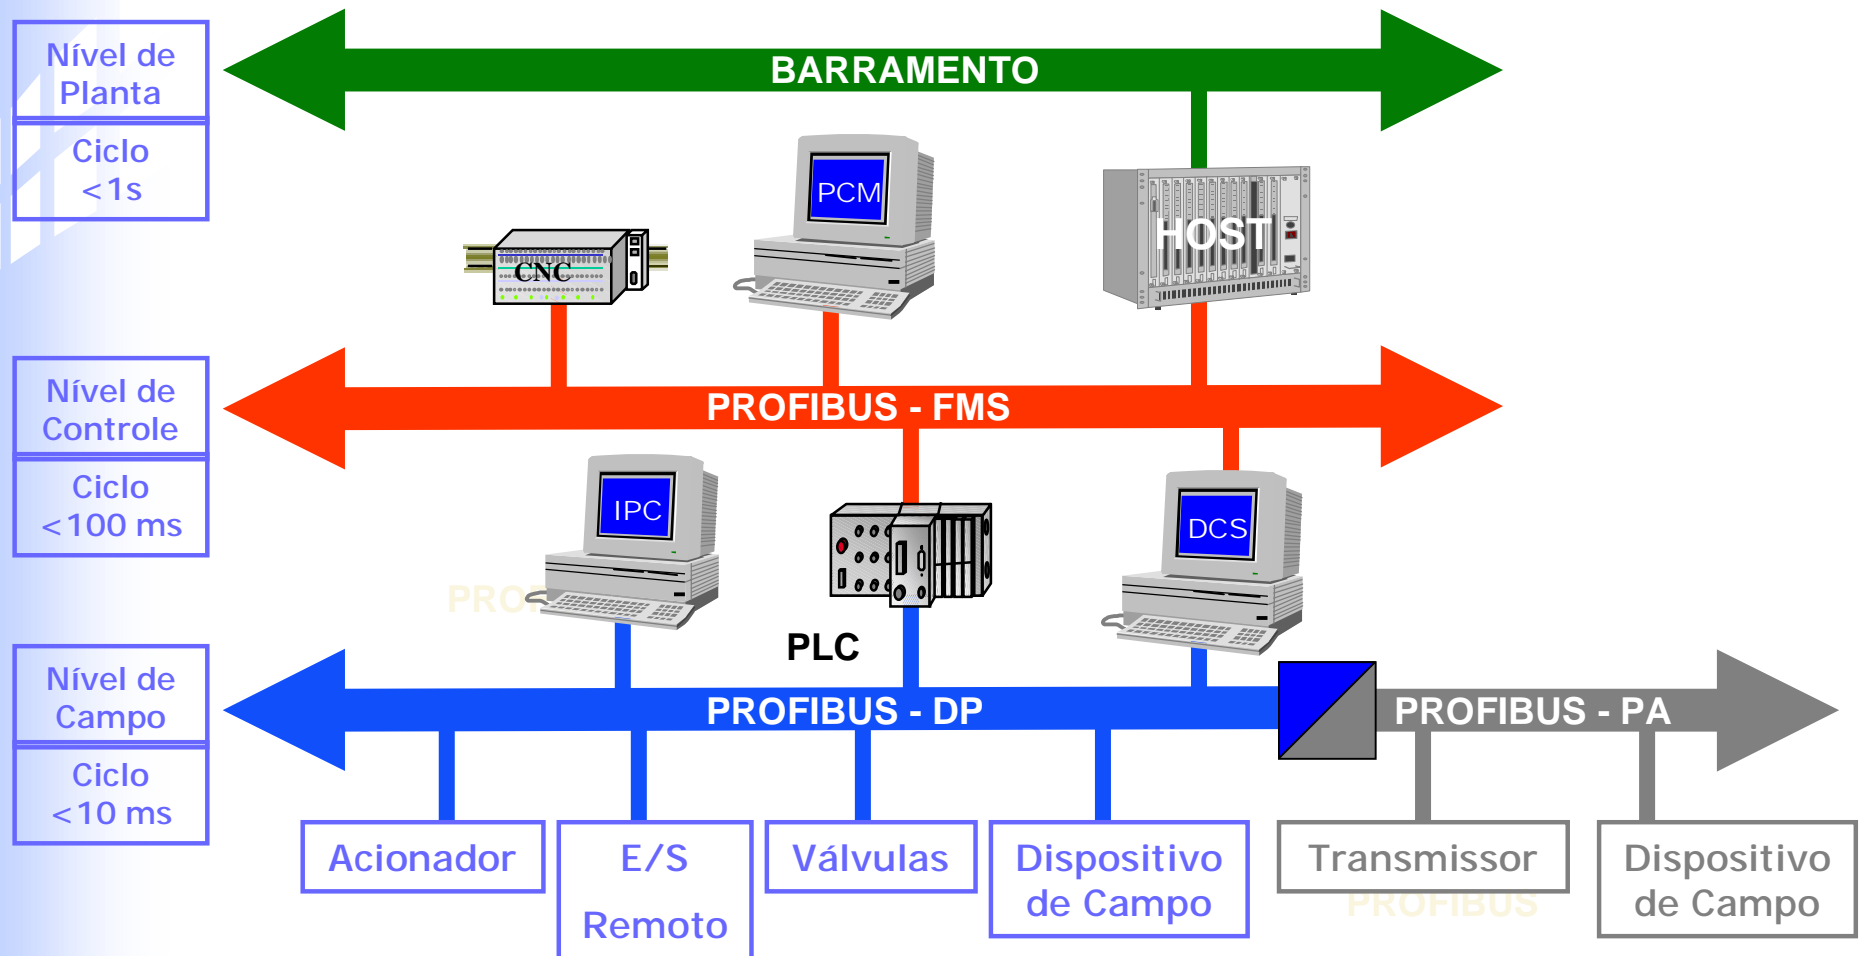 Nível de
Planta
Ciclo
<1s
BARRAMENTO
PCM
HOST
CNC
Nível de
Controle
Ciclo
<100 ms
PROFIBUS - FMS
IPC
DCS
PLC
Nível de
Campo
Ciclo
<10 ms
PROFIBUS - DP
PROFIBUS - PA
Acionador
E/S
Remoto
Válvulas
Dispositivo
de Campo
Transmissor
Dispositivo
de Campo
PROFIBUS